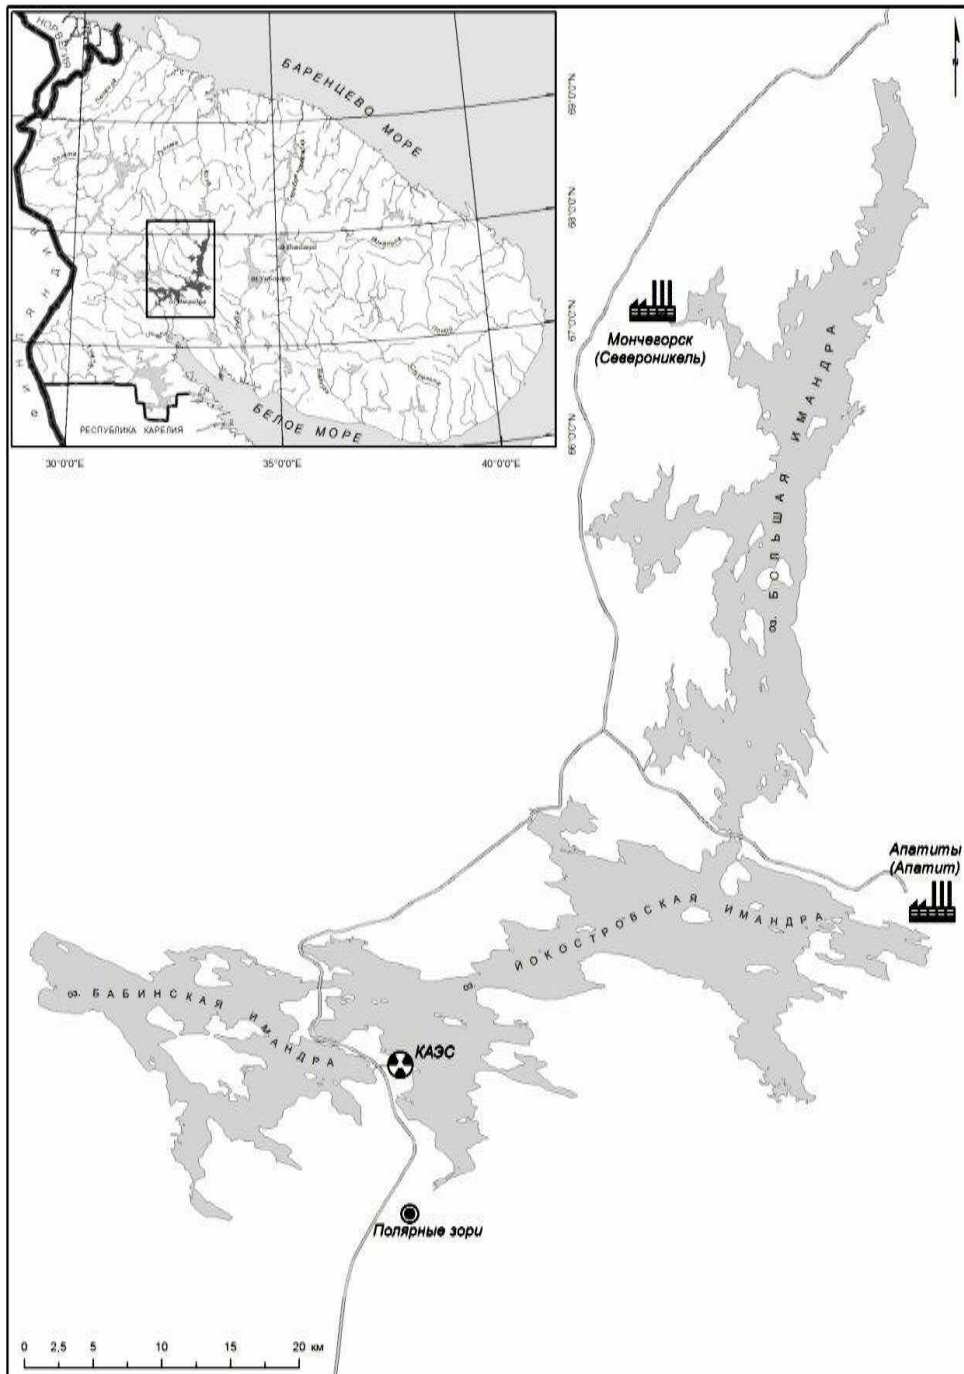 НОРВЕГИЯ
БАРЕНЦЕВО МОРЕ
ФИНЛЯНДИЯ
БЕЛОЕ МОРЕ
РЕСПУБЛИКА КАРЕЛИЯ
30°0'0"E
35°0'0"E
40°0'0"E
69°0'0"N
68°0'0"N
67°0'0"N
66°0'0"N
Мончегорск
(Североникель)
оз. БОЛЬШАЯ ИМАНДРА
Апатиты
(Апатит)
оз. ЙОКОСТРОВСКАЯ ИМАНДРА
оз. БАБИНСКАЯ ИМАНДРА
КАЭС
Полярные зори
0 2,5 5 10 15 20 км